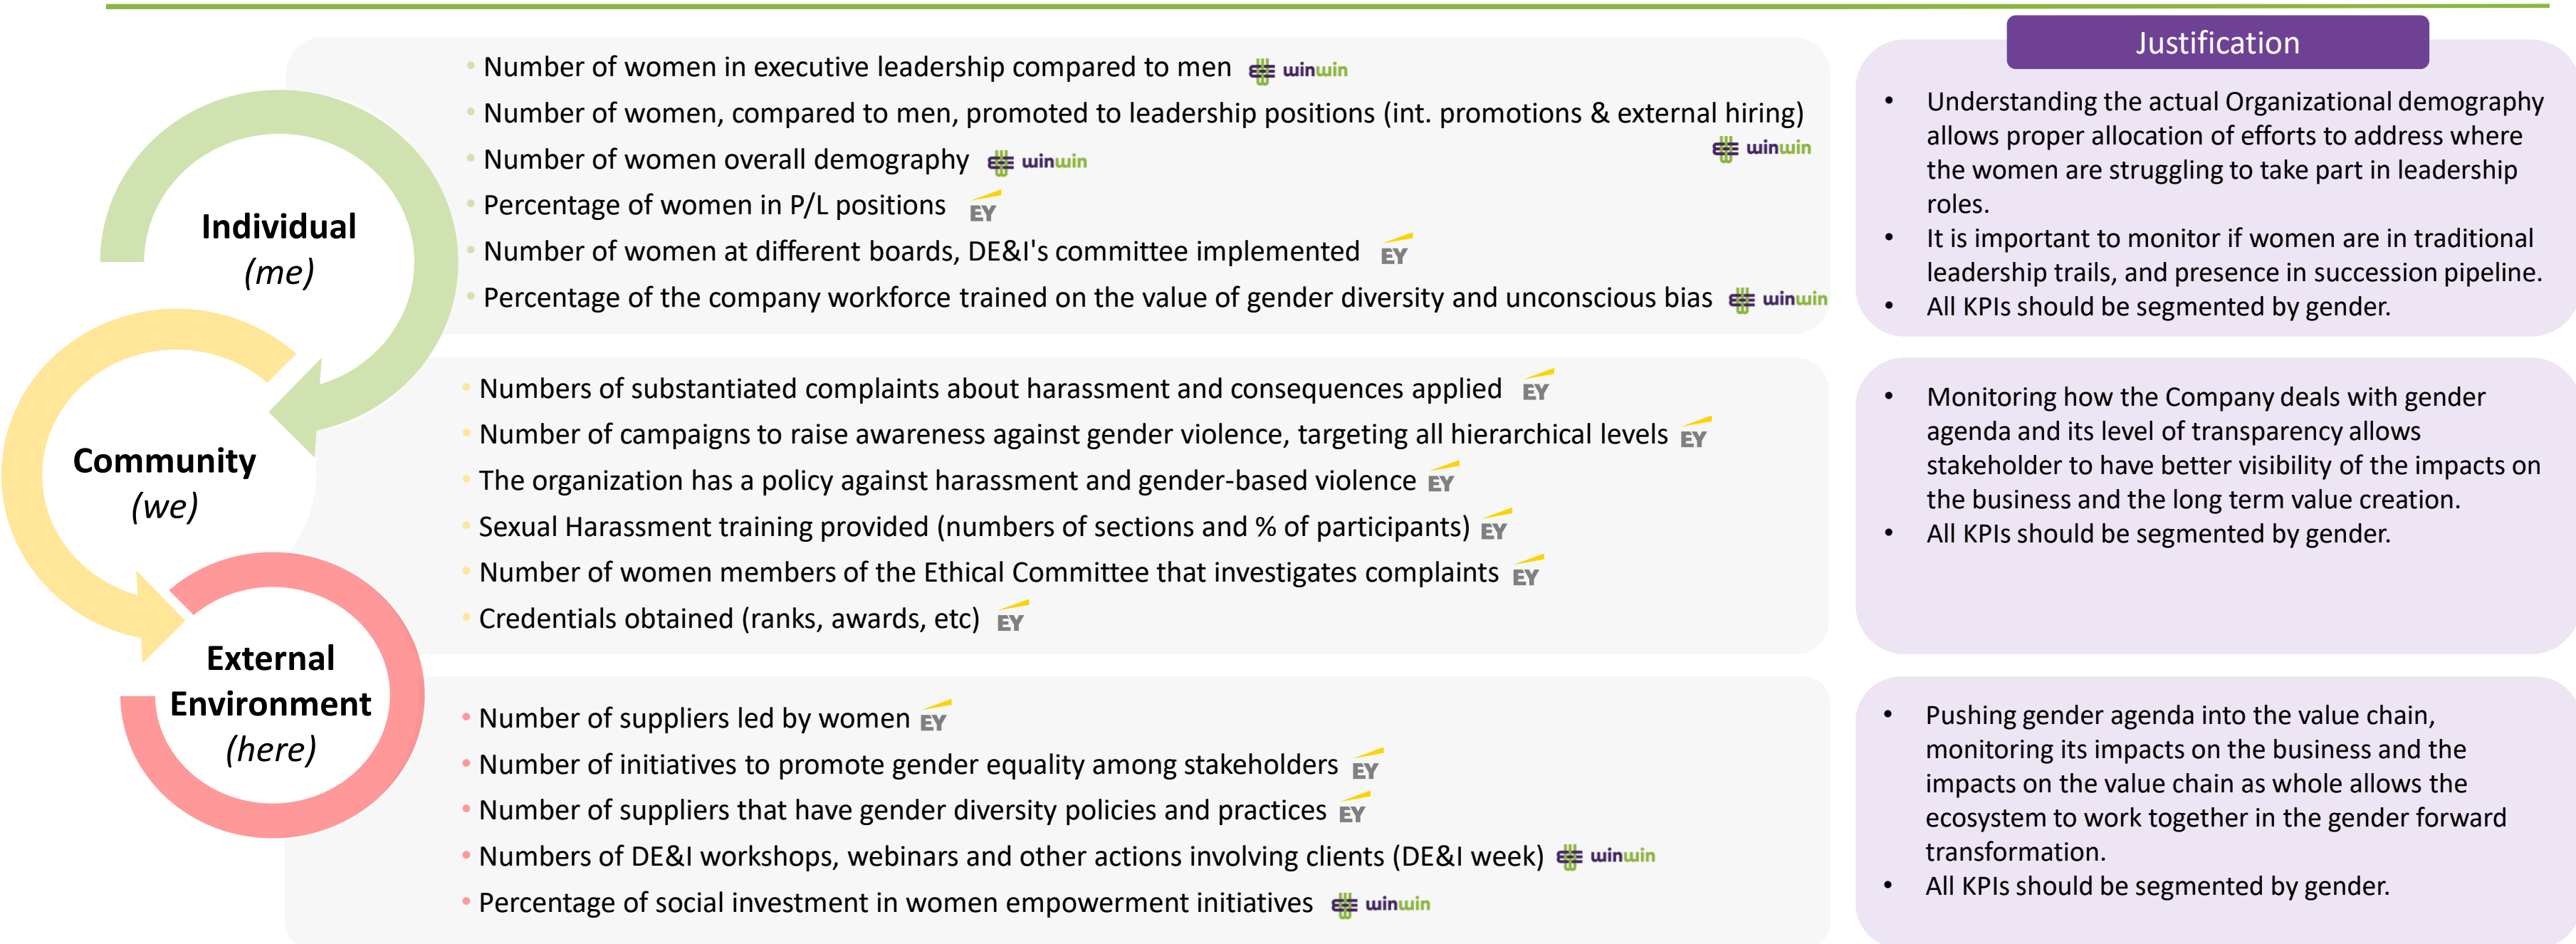 Individual
(me)
• Number of women in executive leadership compared to men winwin
• Number of women, compared to men, promoted to leadership positions (int. promotions & external hiring)
winwin
• Number of women overall demography winwin
• Percentage of women in P/L positions EY
• Number of women at different boards, DE&I's committee implemented EY
• Percentage of the company workforce trained on the value of gender diversity and unconscious bias winwin
Justification
• Understanding the actual Organizational demography
allows proper allocation of efforts to address where
the women are struggling to take part in leadership
roles.
• It is important to monitor if women are in traditional
leadership trails, and presence in succession pipeline.
• All KPIs should be segmented by gender.
Community
(we)
• Numbers of substantiated complaints about harassment and consequences applied EY
• Number of campaigns to raise awareness against gender violence, targeting all hierarchical levels EY
• The organization has a policy against harassment and gender-based violence EY
• Sexual Harassment training provided (numbers of sections and % of participants) EY
• Number of women members of the Ethical Committee that investigates complaints EY
• Credentials obtained (ranks, awards, etc) EY
• Monitoring how the Company deals with gender
agenda and its level of transparency allows
stakeholder to have better visibility of the impacts on
the business and the long term value creation.
• All KPIs should be segmented by gender.
External
Environment
(here)
• Number of suppliers led by women EY
• Number of initiatives to promote gender equality among stakeholders EY
• Number of suppliers that have gender diversity policies and practices EY
• Numbers of DE&I workshops, webinars and other actions involving clients (DE&I week) winwin
• Percentage of social investment in women empowerment initiatives winwin
• Pushing gender agenda into the value chain,
monitoring its impacts on the business and the
impacts on the value chain as whole allows the
ecosystem to work together in the gender forward
transformation.
• All KPIs should be segmented by gender.